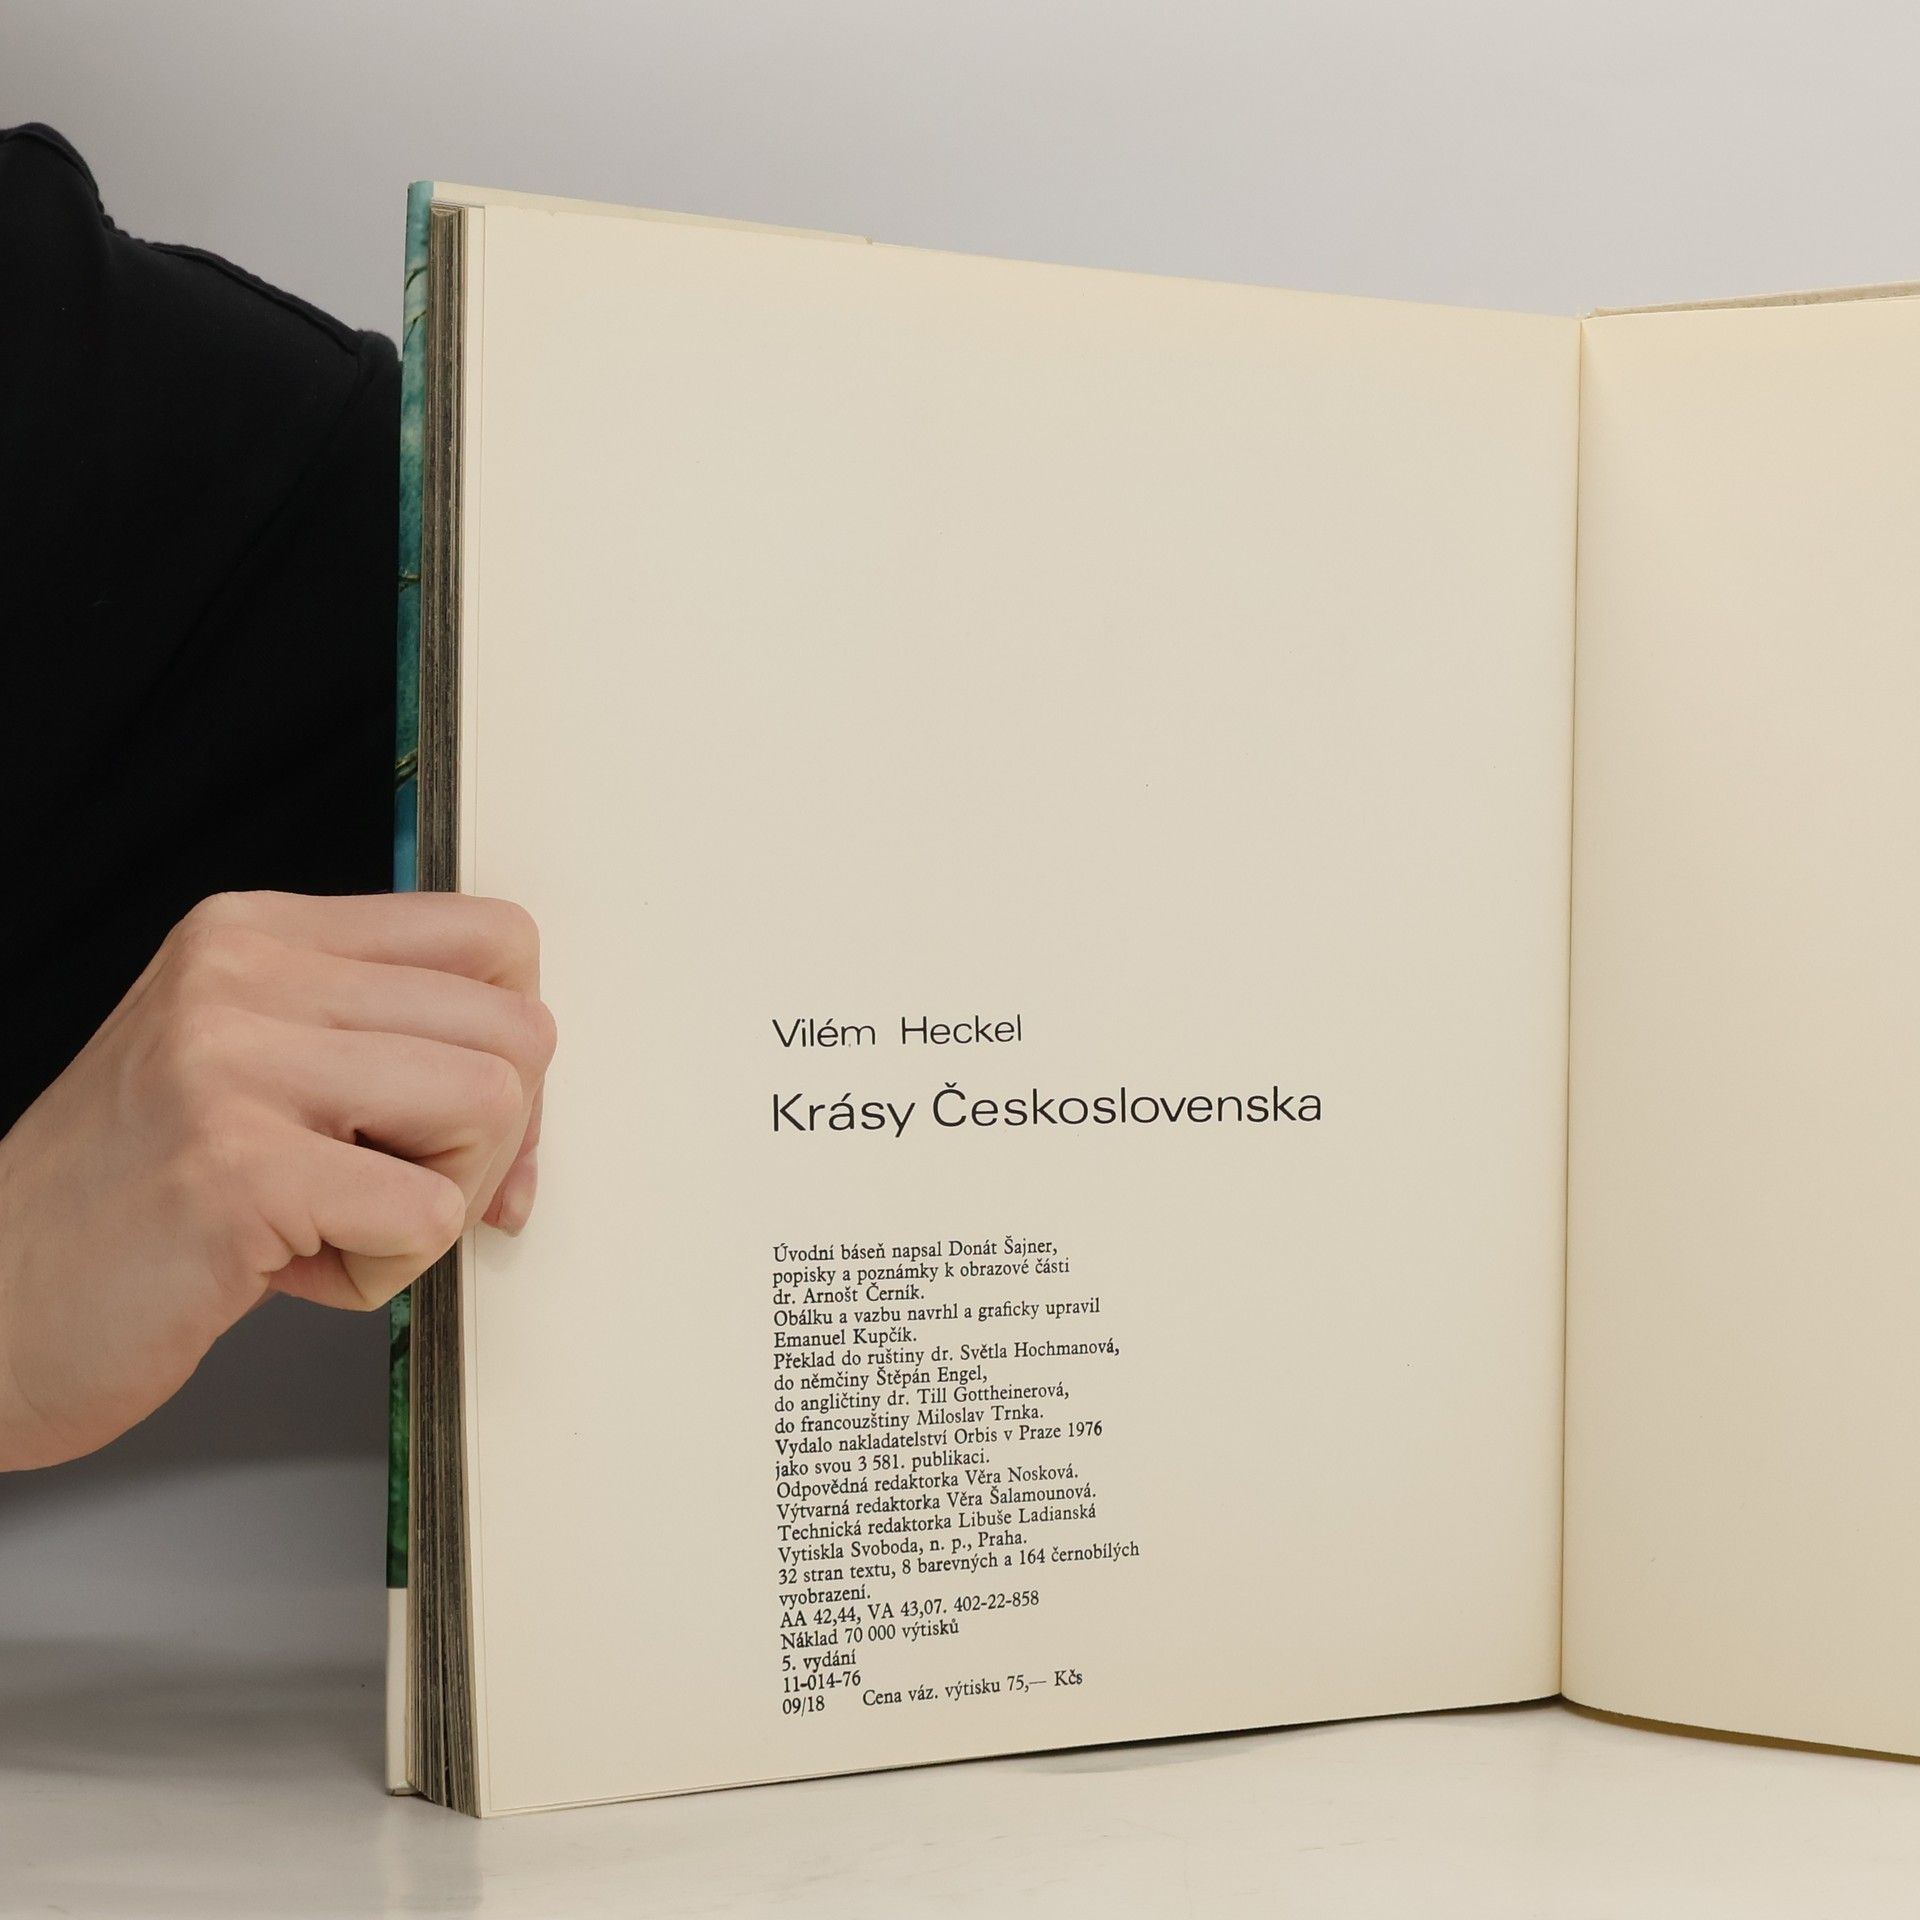 Vilém Heckel
Krásy Československa
Úvodní báseň napsal Donát Šajner,
popisky a poznámky k obrazové části
dr. Arnošt Černík.
Obálku a vazbu navrhl a graficky upravil
Emanuel Kupčík.
Překlad do ruštiny dr. Světla Hochmanová,
do němčiny Štěpán Engel,
do angličtiny dr. Till Gottheinerová,
do francouzštiny Miloslav Trnka.
Vydalo nakladatelství Orbis v Praze 1976
jako svou 3 581. publikaci.
Odpovědná redaktorka Věra Nosková.
Výtvarná redaktorka Věra Šalamounová.
Technická redaktorka Libuše Ladianská
Vytiskla Svoboda, n. p., Praha.
32 stran textu, 8 barevných a 164 černobílých
vyobrazení.
AA 42,44, VA 43,07. 402-22-858
Náklad 70 000 výtisků
5. vydání
11-014-76
09/18 Cena váz. výtisku 75,— Kčs